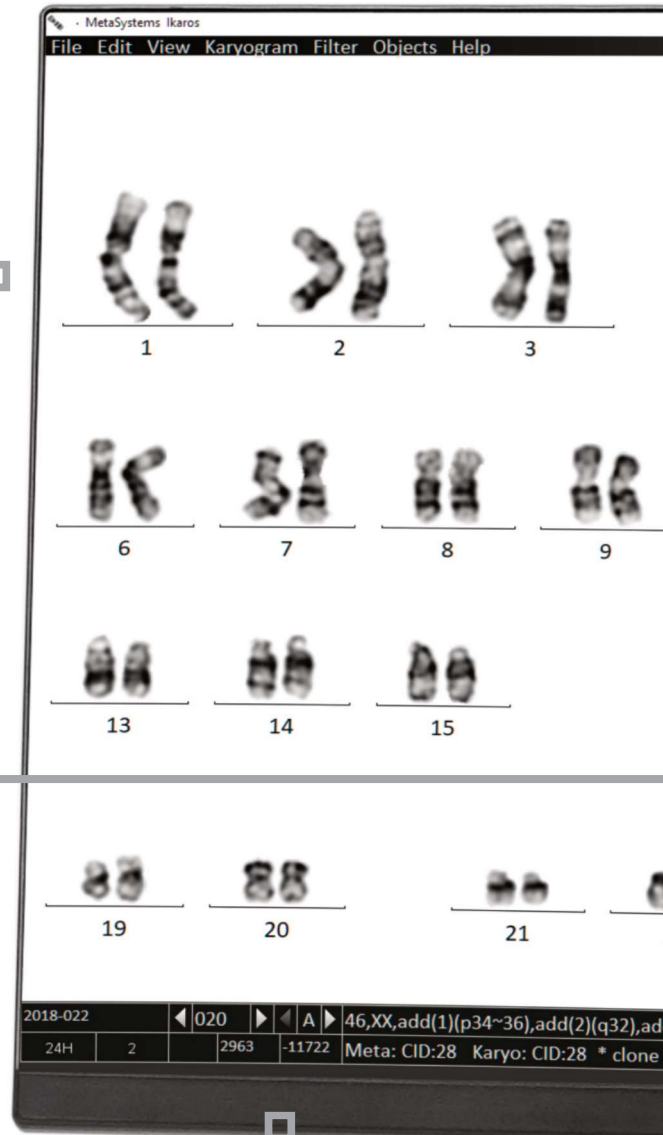 MetaSystems Ikaros
File Edit View Karyogram Filter Objects Help
1 2 3
6 7 8 9
13 14 15
19 20 21
2018-022 020 A 46,XX,add(1)(p34~36),add(2)(q32),ad
24H 2 2963 -11722 Meta: CID:28 Karyo: CID:28 * clone